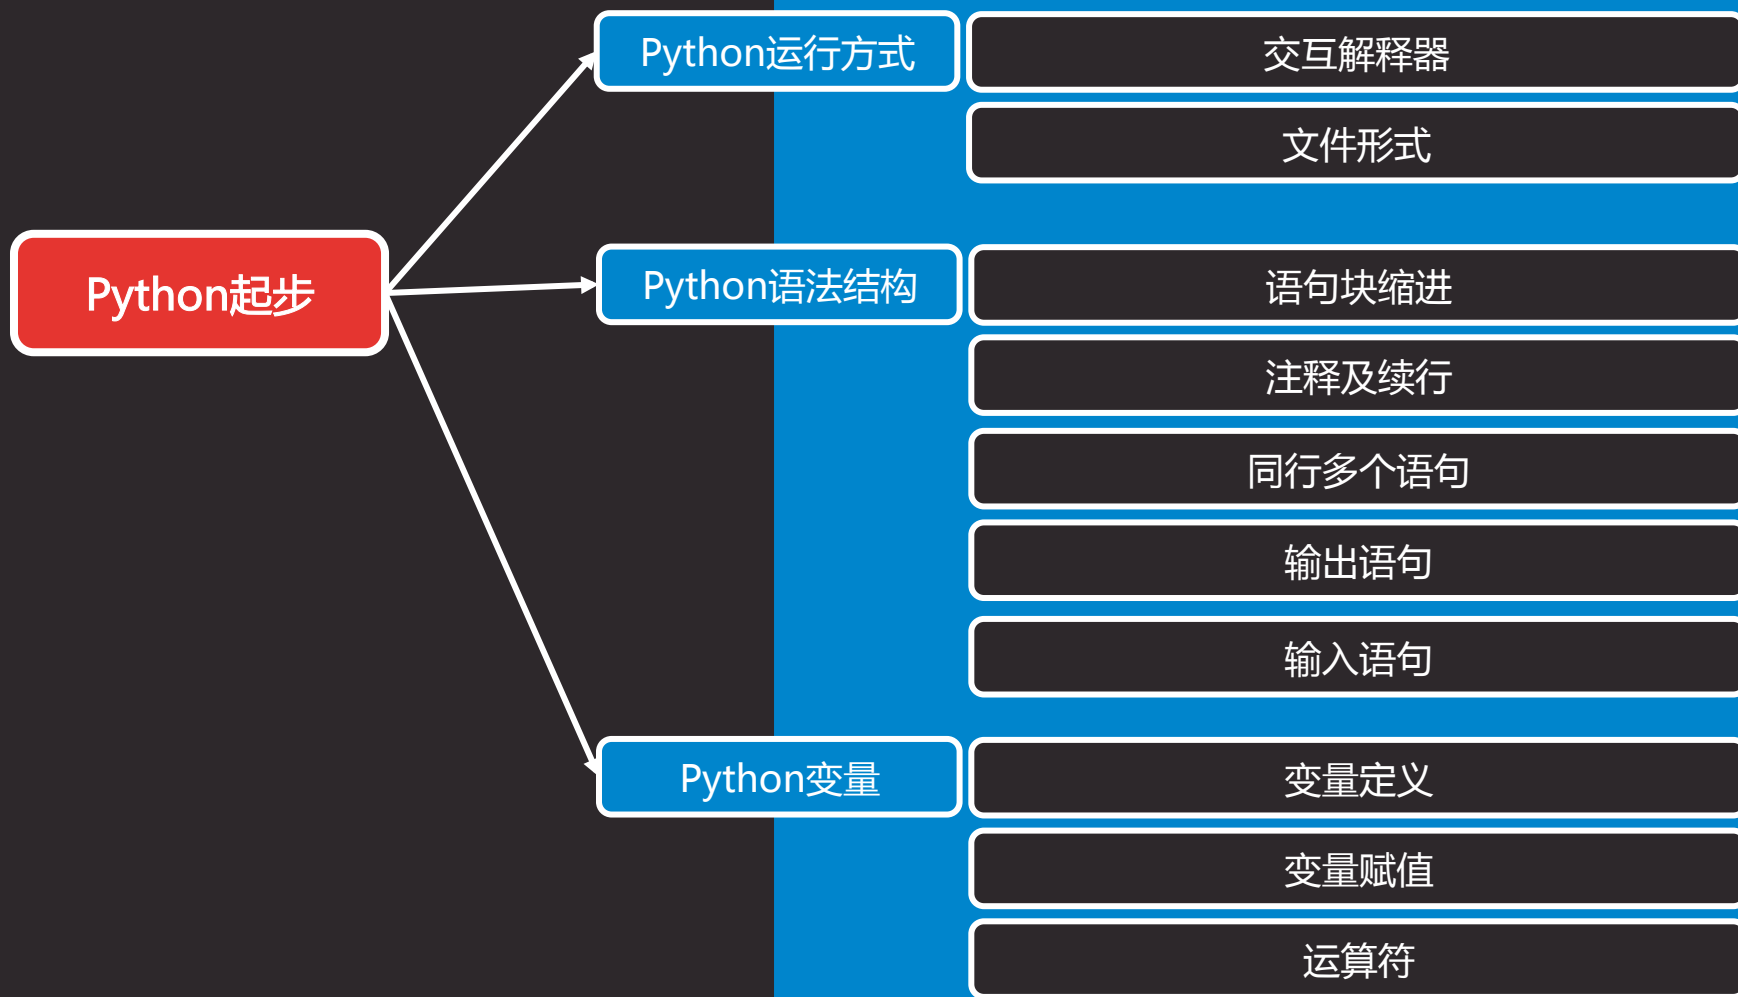 Python起步
Python运行方式
交互解释器
文件形式
Python语法结构
语句块缩进
注释及续行
同行多个语句
输出语句
输入语句
Python变量
变量定义
变量赋值
运算符